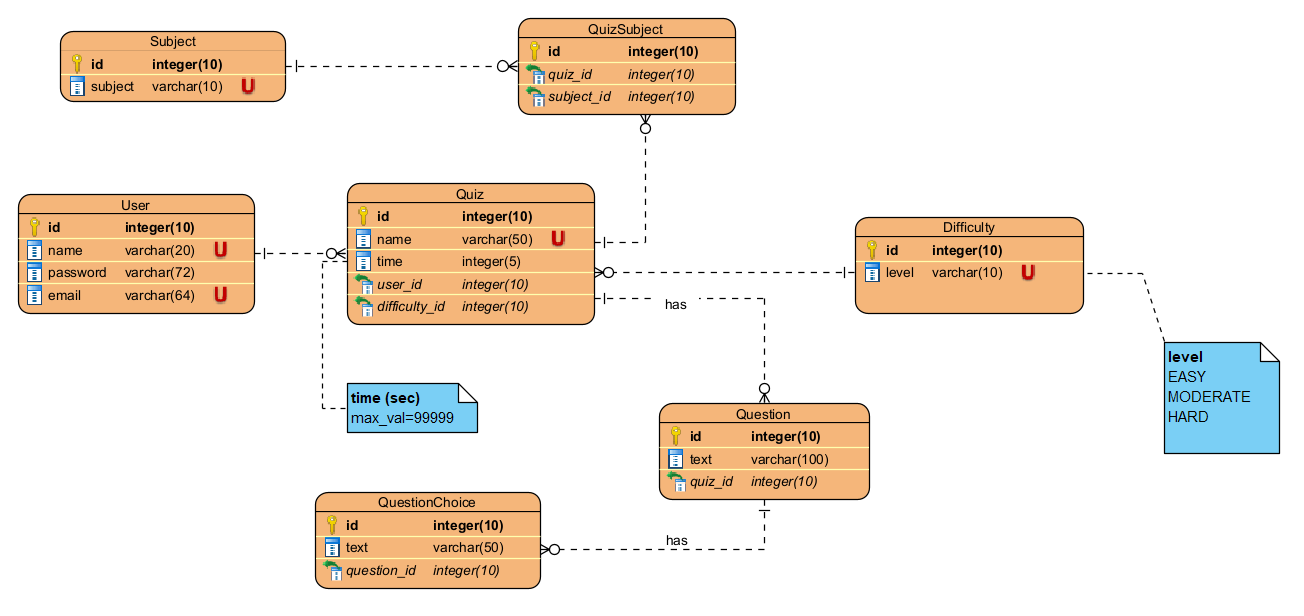 Subject
id integer(10)
subject varchar(10) U
QuizSubject
id integer(10)
quiz_id integer(10)
subject_id integer(10)
User
id integer(10)
name varchar(20) U
password varchar(72)
email varchar(64) U
Quiz
id integer(10)
name varchar(50) U
time integer(5)
user_id integer(10)
difficulty_id integer(10)
Difficulty
id integer(10)
level varchar(10) U
has
level
EASY
MODERATE
HARD
time (sec)
max_val=99999
Question
id integer(10)
text varchar(100)
quiz_id integer(10)
QuestionChoice
id integer(10)
text varchar(50)
question_id integer(10)
has